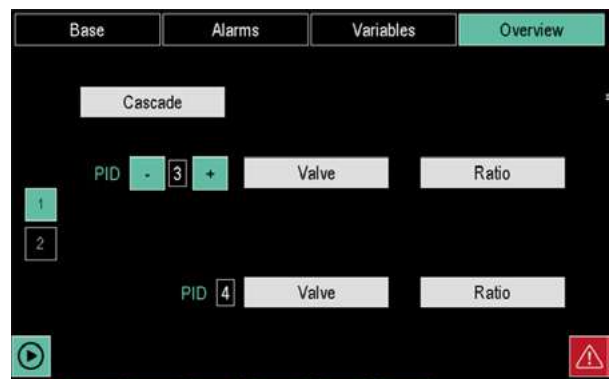 Base Alarms Variables Overview
Cascade
PID - 3 + Valve Ratio
1
2
PID 4 Valve Ratio